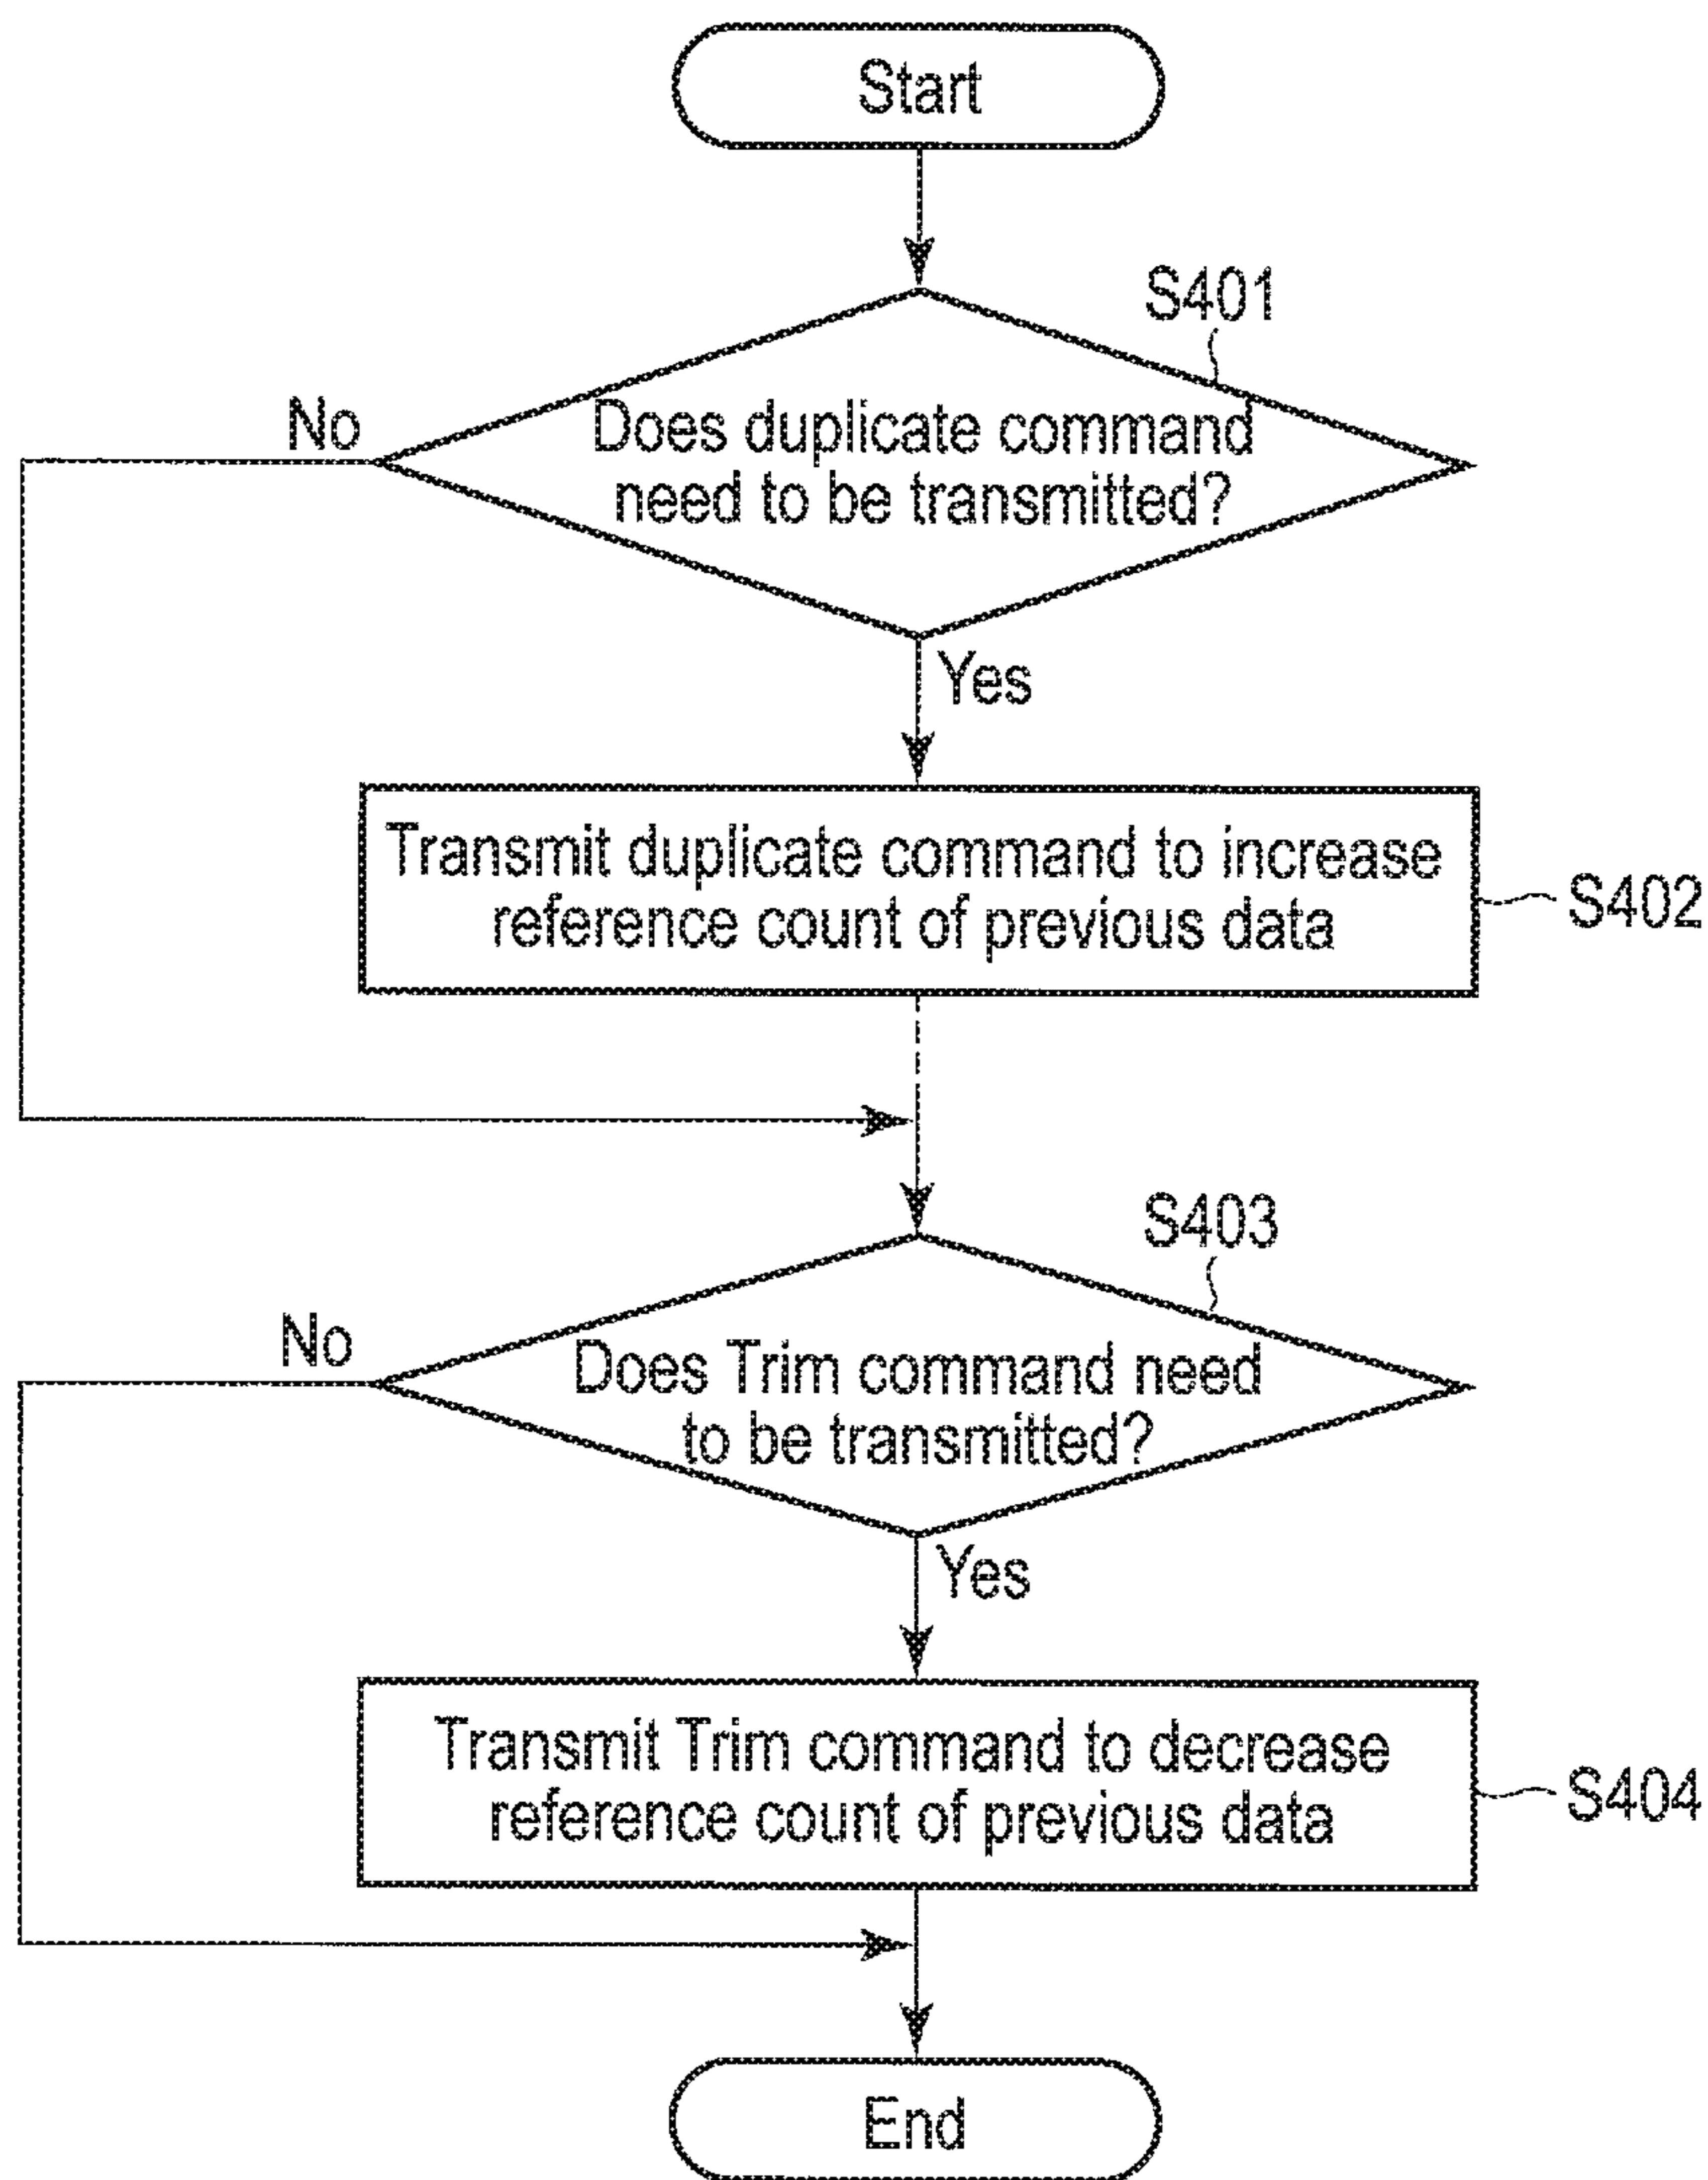 Start
S401
No
Does duplicate command
need to be transmitted?
Yes
Transmit duplicate command to increase
reference count of previous data
S402
S403
No
Does Trim command need
to be transmitted?
Yes
Transmit Trim command to decrease
reference count of previous data
S404
End